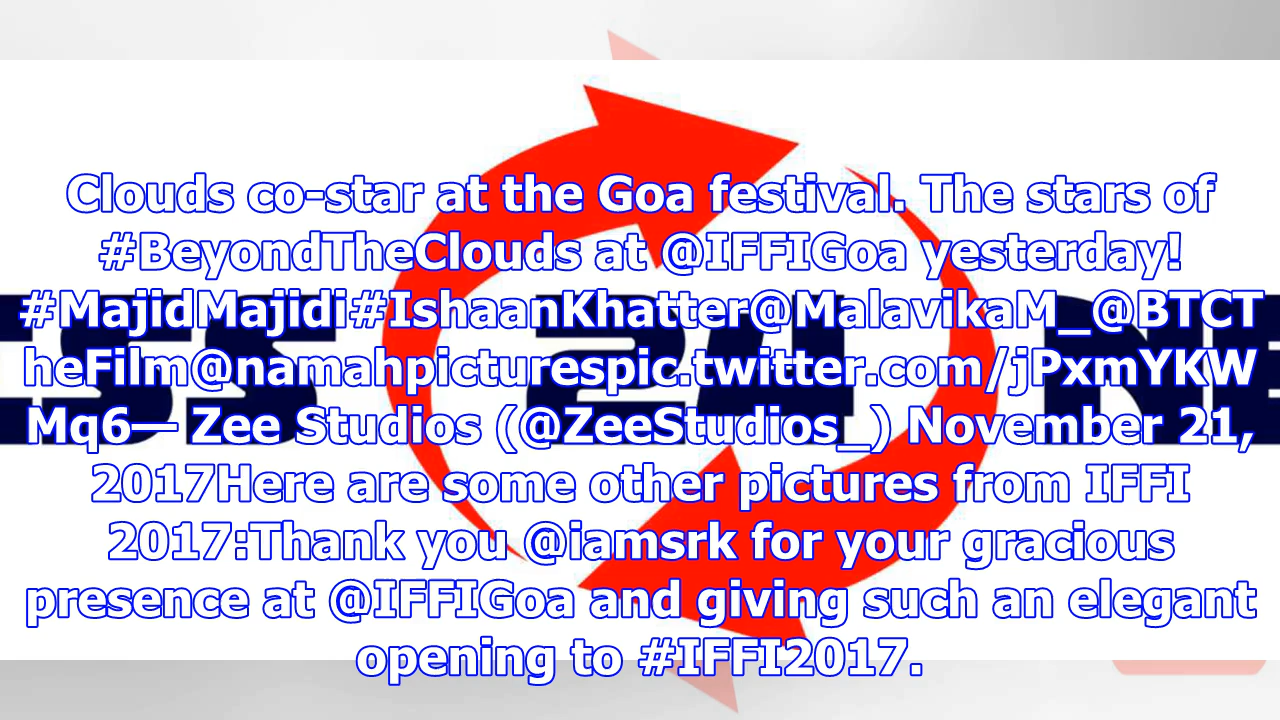 Clouds co-star at the Goa festival. The stars of
#BeyondTheClouds at @IFFIGoa yesterday!
#MajidMajidi#IshaanKhatter@MalavikaM_@BTCT
heFilm@namahpicturespic.twitter.com/jPxmYKW
Mq6— Zee Studios (@ZeeStudios_) November 21,
2017Here are some other pictures from IFFI
2017:Thank you @iamsrk for your gracious
presence at @IFFIGoa and giving such an elegant
opening to #IFFI2017.